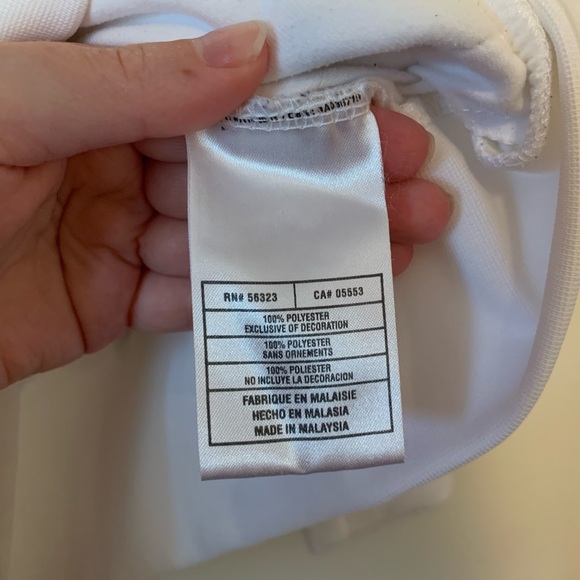 RN# 56323
CA# 05553
100% POLYESTER
EXCLUSIVE OF DECORATION
100% POLYESTER
SANS ORNEMENTS
100% POLIESTER
NO INCLUYE LA DECORACION
FABRIQUE EN MALAISIE
HECHO EN MALASIA
MADE IN MALAYSIA